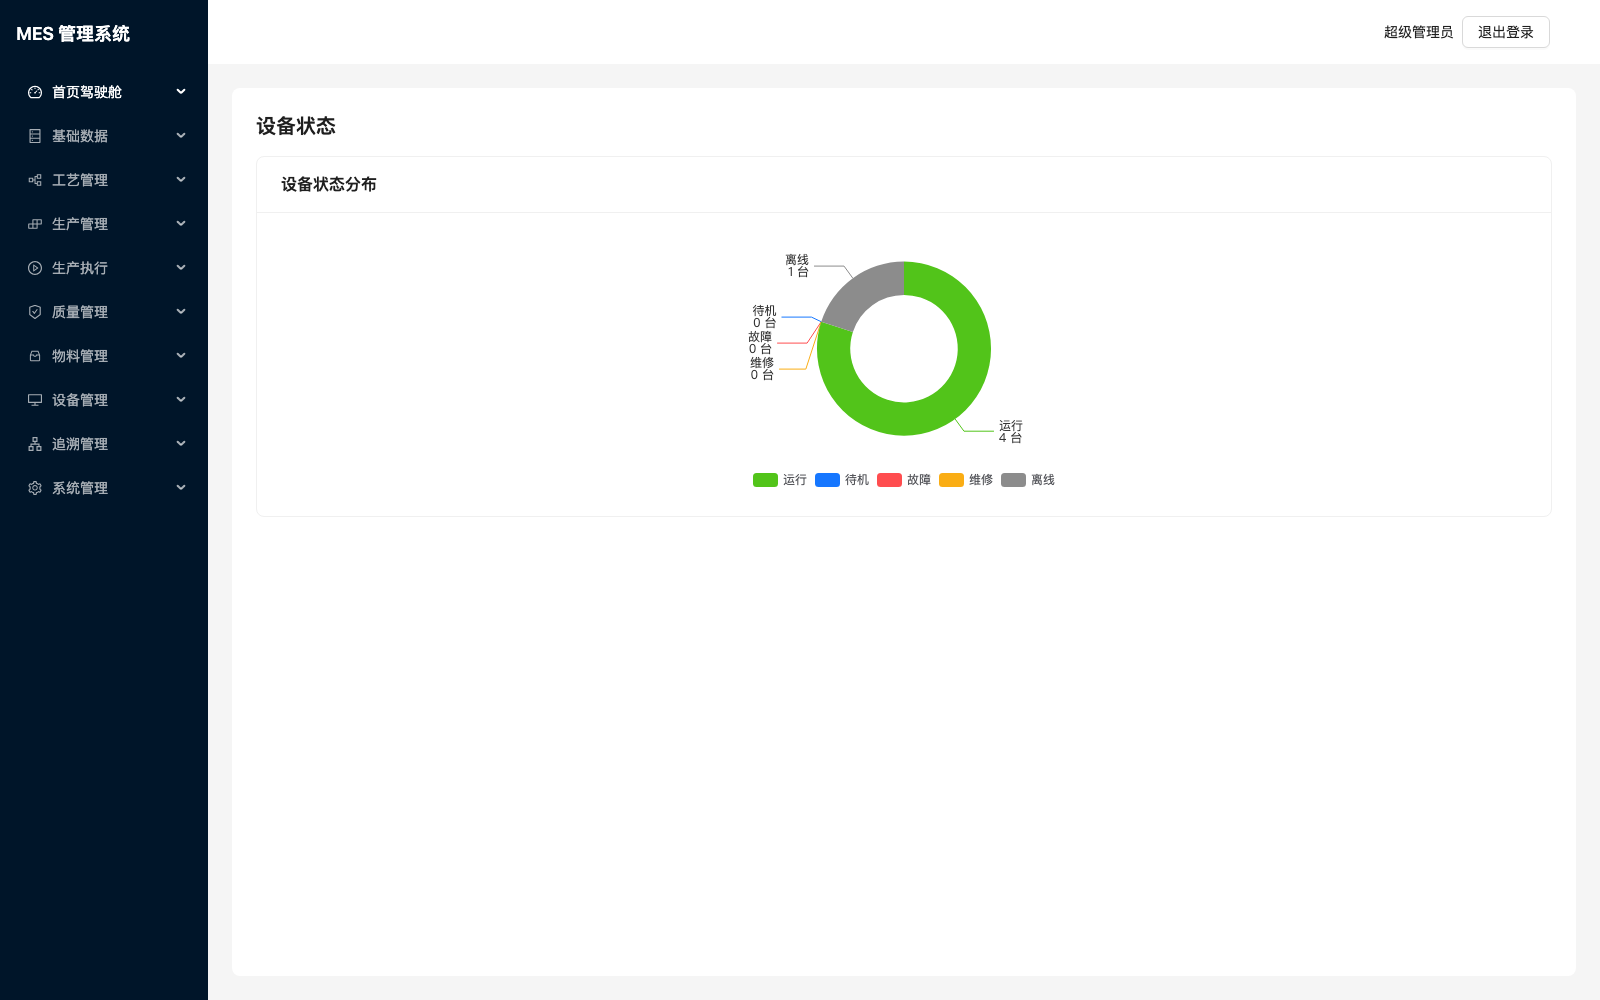 MES 管理系统
超级管理员
退出登录
首页驾驶舱
基础数据
工艺管理
生产管理
生产执行
质量管理
物料管理
设备管理
追溯管理
系统管理
设备状态
设备状态分布
离线
1 台
待机
0 台
故障
0 台
维修
0 台
运行
4 台
运行 待机 故障 维修 离线